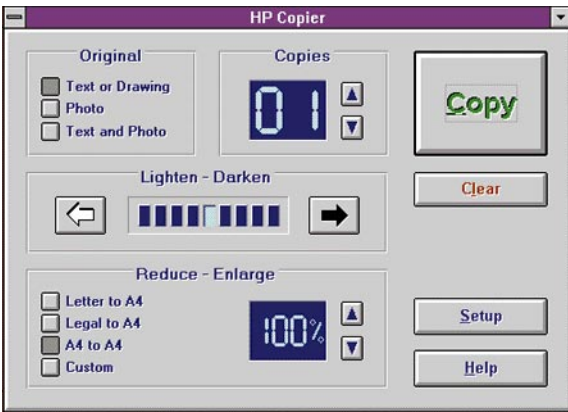 HP Copier
Original
Text or Drawing
Photo
Text and Photo
Copies
01
Copy
Lighten - Darken
Clear
Reduce - Enlarge
Letter to A4
Legal to A4
A4 to A4
Custom
100%
Setup
Help